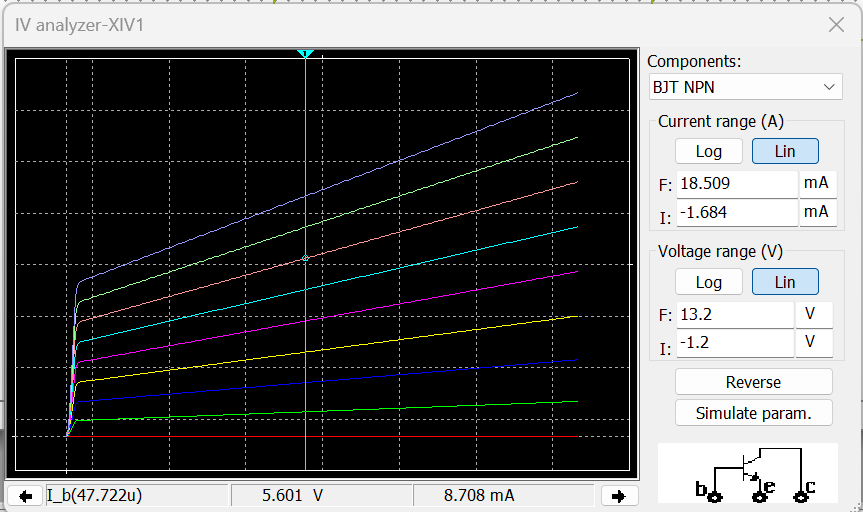 IV analyzer-XIV1
1
Components:
BJT NPN
Current range (A)
Log Lin
F: 18.509 mA
I: -1.684 mA
Voltage range (V)
Log Lin
F: 13.2 V
I: -1.2 V
Reverse
Simulate param.
b e c
I_b(47.722u) 5.601 V 8.708 mA